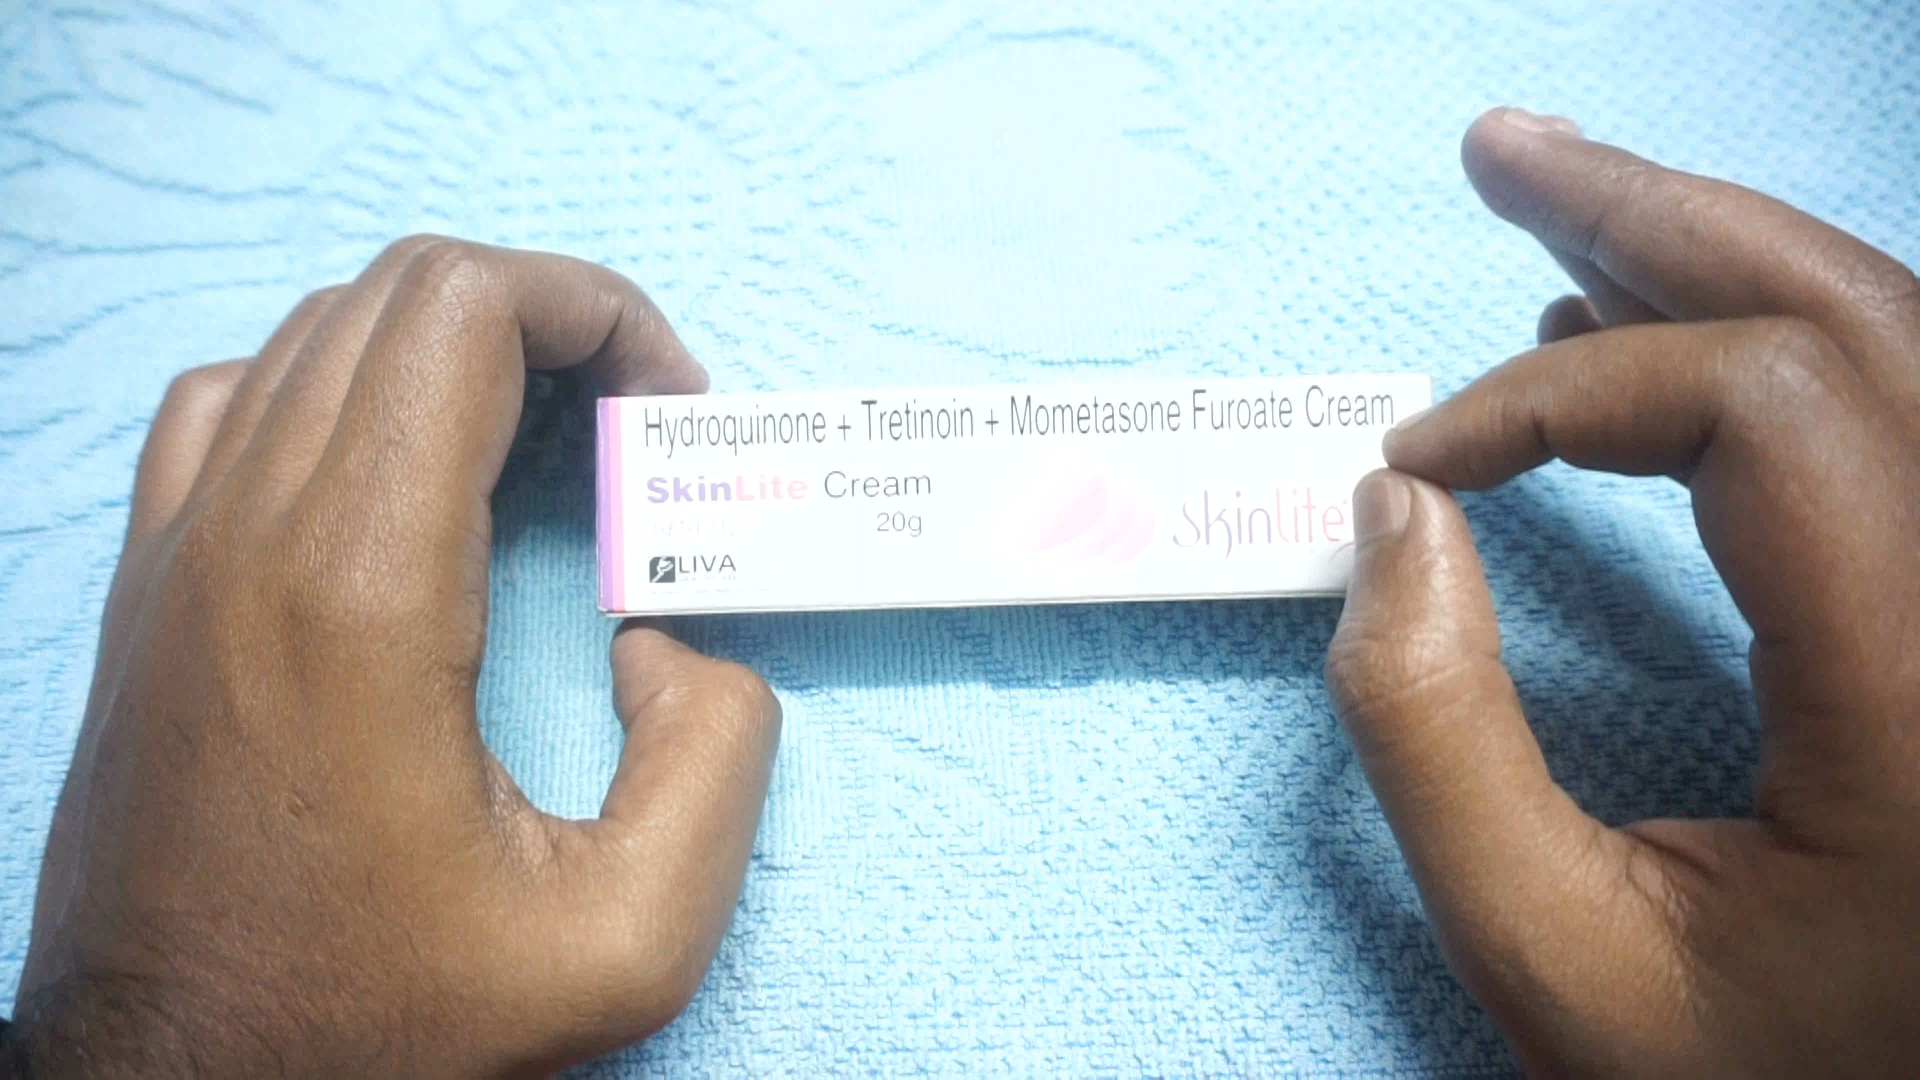 Hydroquinone + Tretinoin + Mometasone Furoate Cream
SkinLite Cream
20g
LIVA
skinlite